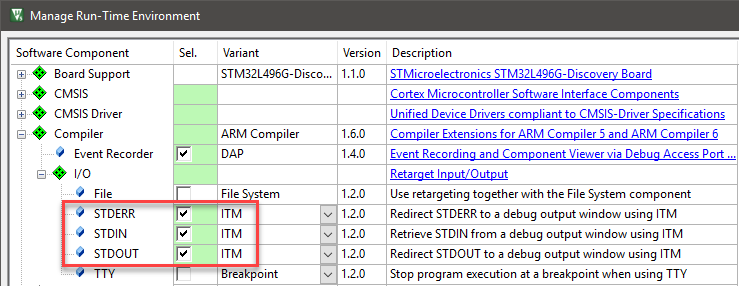 Manage Run-Time Environment
Software Component Sel. Variant Version Description
Board Support STM32L496G-Disco... 1.1.0 STMicroelectronics STM32L496G-Discovery Board
CMSIS Cortex Microcontroller Software Interface Components
CMSIS Driver Unified Device Drivers compliant to CMSIS-Driver Specifications
Compiler ARM Compiler 1.6.0 Compiler Extensions for ARM Compiler 5 and ARM Compiler 6
Event Recorder DAP 1.4.0 Event Recording and Component Viewer via Debug Access Port ...
I/O Retarget Input/Output
File File System 1.2.0 Use retargeting together with the File System component
STDERR ITM 1.2.0 Redirect STDERR to a debug output window using ITM
STDIN ITM 1.2.0 Retrieve STDIN from a debug output window using ITM
STDOUT ITM 1.2.0 Redirect STDOUT to a debug output window using ITM
TTY Breakpoint 1.2.0 Stop program execution at a breakpoint when using TTY